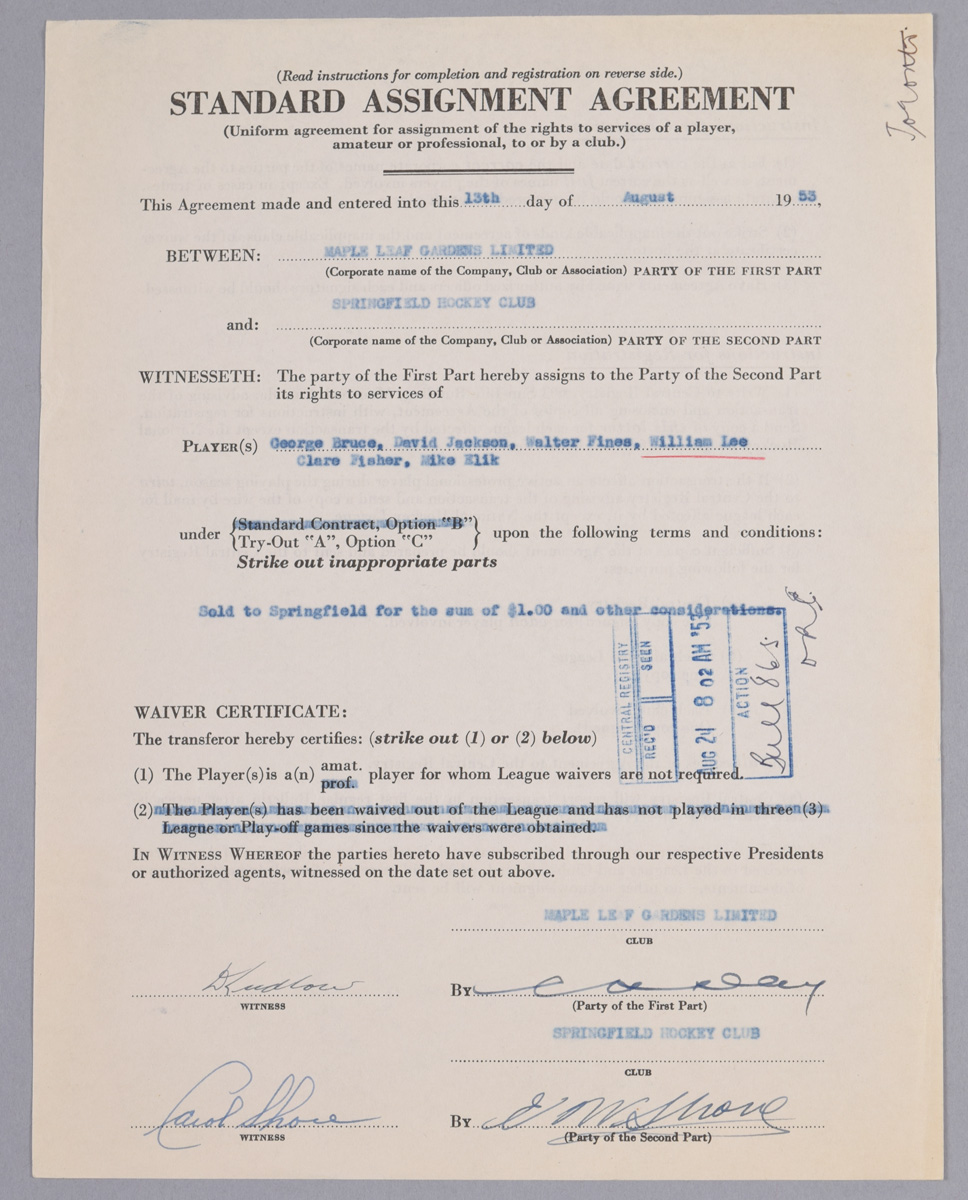 Toronto.
(Read instructions for completion and registration on reverse side.)
STANDARD ASSIGNMENT AGREEMENT
(Uniform agreement for assignment of the rights to services of a player,
amateur or professional, to or by a club.)
This Agreement made and entered into this 13th day of August 1953,
BETWEEN: MAPLE LEAF GARDENS LIMITED
(Corporate name of the Company, Club or Association) PARTY OF THE FIRST PART
SPRINGFIELD HOCKEY CLUB
and:
(Corporate name of the Company, Club or Association) PARTY OF THE SECOND PART
WITNESSETH: The party of the First Part hereby assigns to the Party of the Second Part
its rights to services of
PLAYER(S) George Bruce, David Jackson, Walter Fines, William Lee
Clare Fisher, Mike Elik
under {Standard Contract, Option "B"} upon the following terms and conditions:
{Try-Out "A", Option "C"}
Strike out inappropriate parts
Sold to Springfield for the sum of $1.00 and other considerations.
CENTRAL REGISTRY
REC'D SEEN
AUG 24 8 02 AM '53
ACTION
Bull 865.
WAIVER CERTIFICATE:
The transferor hereby certifies: (strike out (1) or (2) below)
(1) The Player(s) is a(n) amat. prof. player for whom League waivers are not required.
(2) The Player(s) has been waived out of the League and has not played in three (3)
League or Play-off games since the waivers were obtained.
IN WITNESS WHEREOF the parties hereto have subscribed through our respective Presidents
or authorized agents, witnessed on the date set out above.
MAPLE LEAF GARDENS LIMITED
CLUB
DLudlow BY
WITNESS (Party of the First Part)
SPRINGFIELD HOCKEY CLUB
CLUB
Carol Shore BY E W Shore
WITNESS (Party of the Second Part)